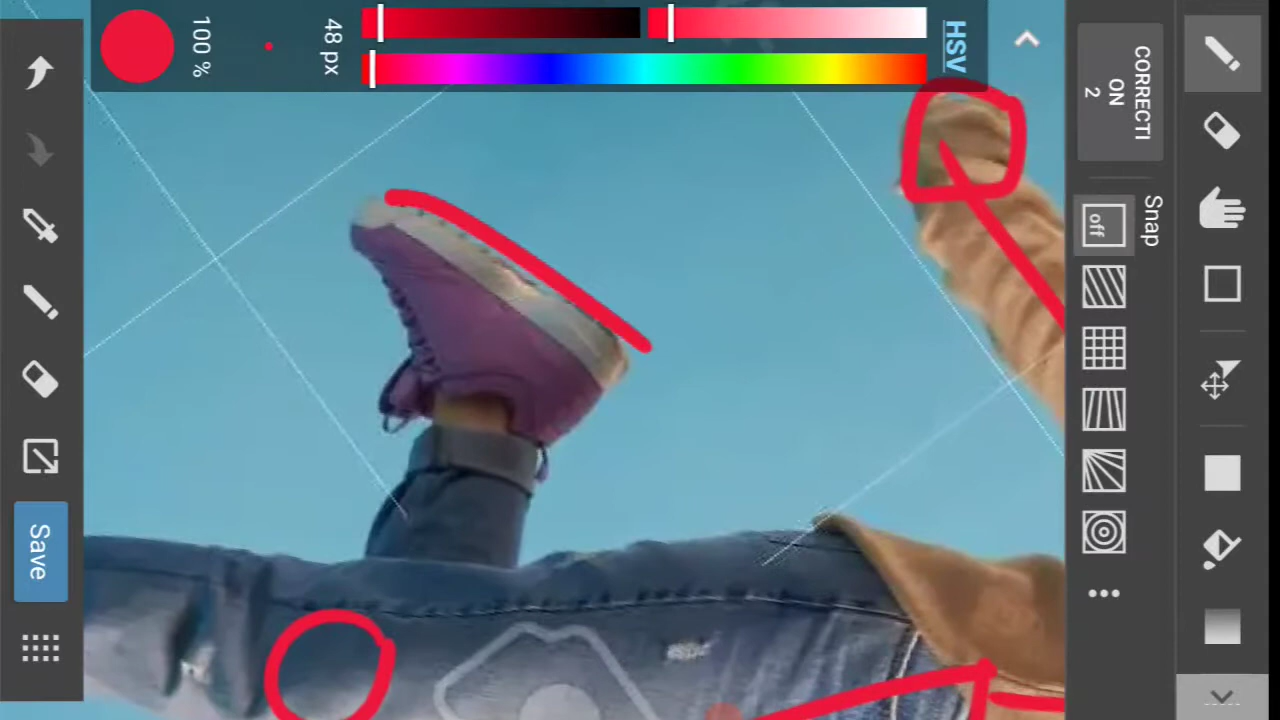 CORRECTI
ON
2
Snap
off
HSV
48 px
100 %
Save